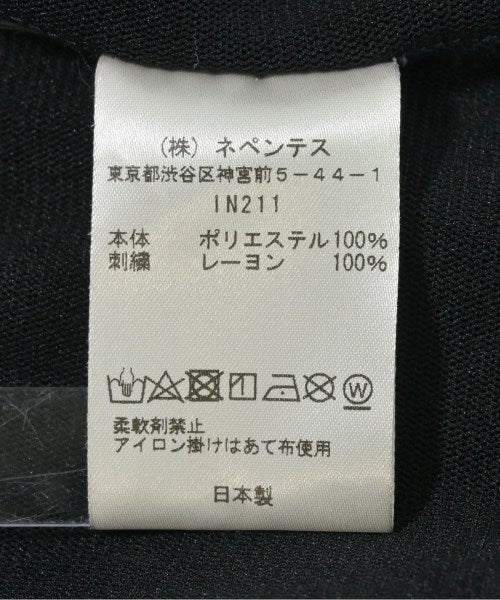 (株) ネペンテス
東京都渋谷区神宮前5-44-1
IN211
本体 ポリエステル100%
刺繍 レーヨン 100%
W
柔軟剤禁止
アイロン掛けはあて布使用
日本製